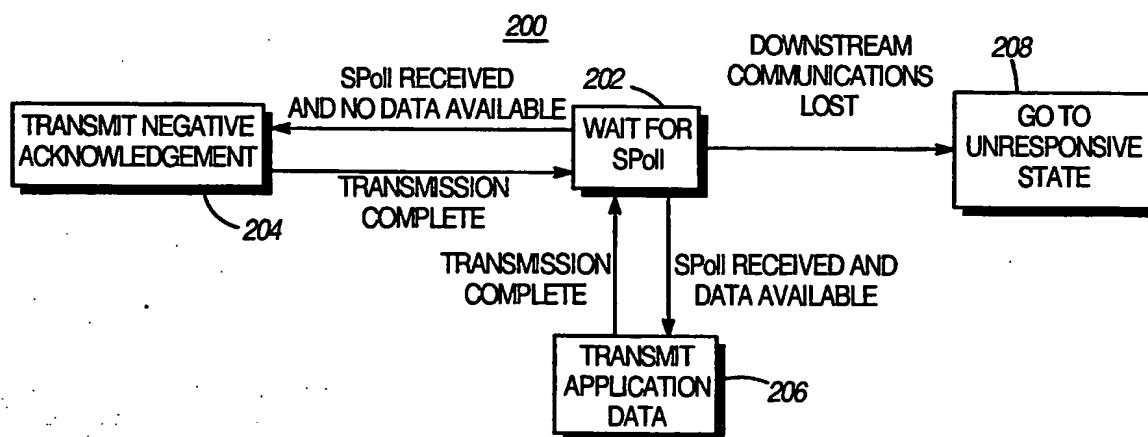 200
SPoll RECEIVED
AND NO DATA AVAILABLE
202
DOWNSTREAM
COMMUNICATIONS
LOST
208
TRANSMIT NEGATIVE
ACKNOWLEDGEMENT
WAIT FOR
SPoll
GO TO
UNRESPONSIVE
STATE
204
TRANSMISSION
COMPLETE
TRANSMISSION
COMPLETE
SPoll RECEIVED AND
DATA AVAILABLE
TRANSMIT
APPLICATION
DATA
206